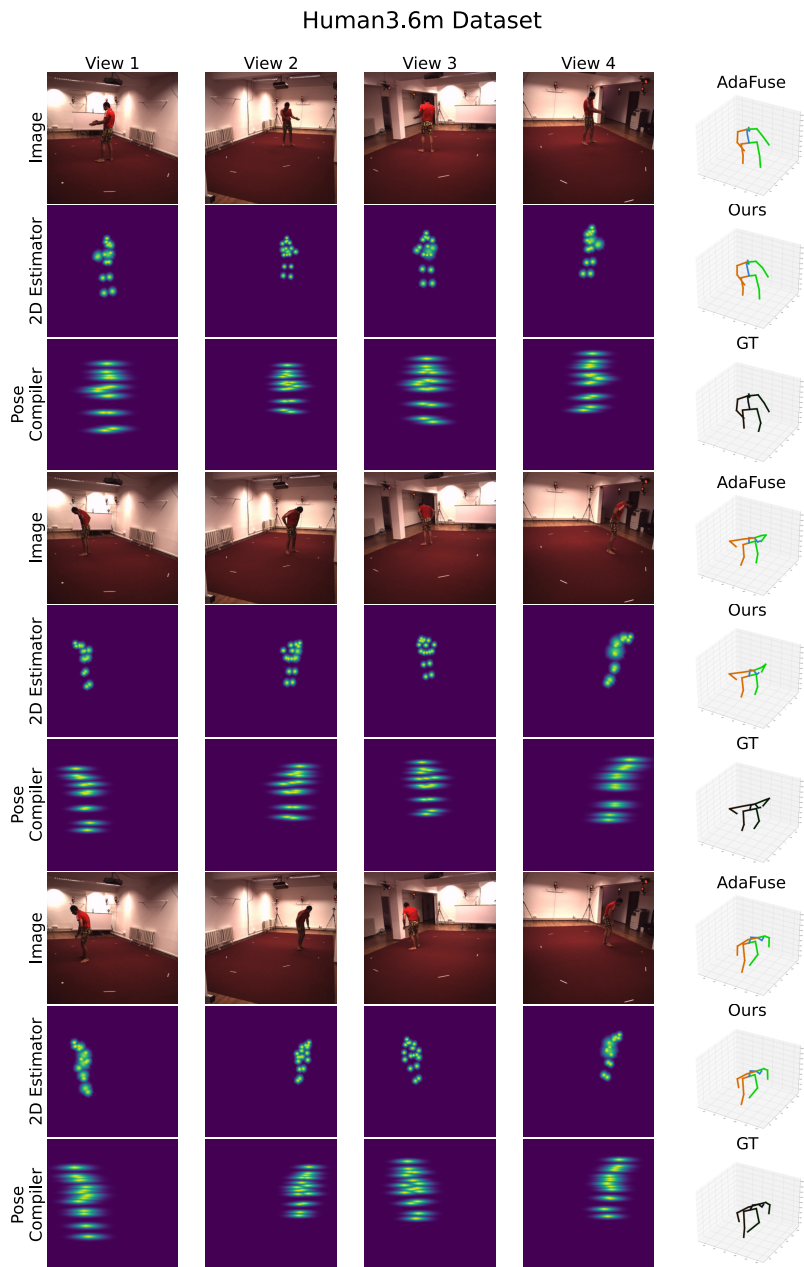 Human3.6m Dataset
View 1
View 2
View 3
View 4
Image
AdaFuse
2D Estimator
Ours
Pose
Compiler
GT
Image
AdaFuse
2D Estimator
Ours
Pose
Compiler
GT
Image
AdaFuse
2D Estimator
Ours
Pose
Compiler
GT